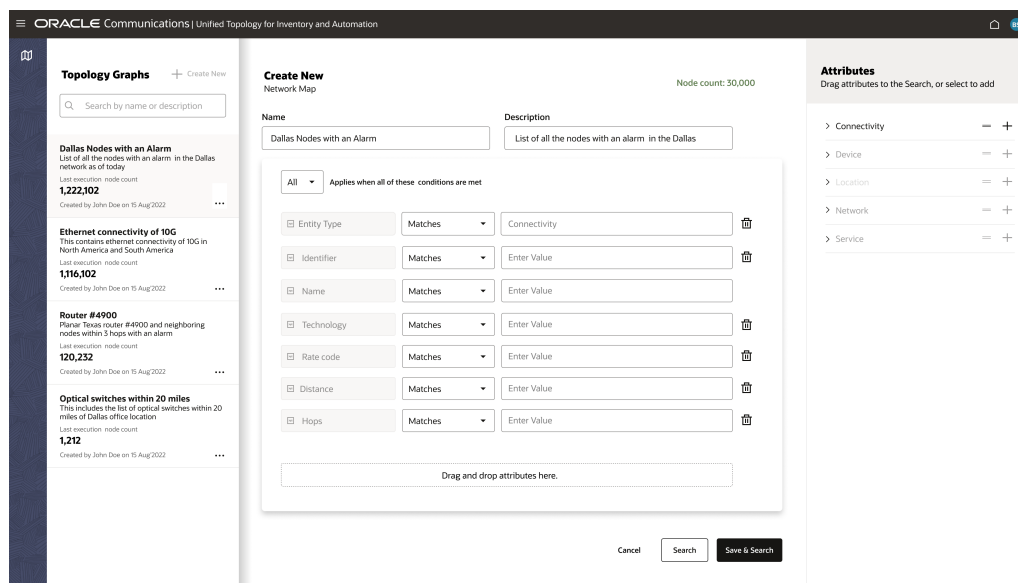 ORACLE Communications | Unified Topology for Inventory and Automation
BS
Topology Graphs
Create New
Search by name or description
Dallas Nodes with an Alarm
List of all the nodes with an alarm in the Dallas
network as of today
Last execution node count
1,222,102
Created by John Doe on 15 Aug'2022
Ethernet connectivity of 10G
This contains ethernet connectivity of 10G in
North America and South America
Last execution node count
1,116,102
Created by John Doe on 15 Aug'2022
Router #4900
Planar Texas router #4900 and neighboring
nodes within 3 hops with an alarm
Last execution node count
120,232
Created by John Doe on 15 Aug'2022
Optical switches within 20 miles
This includes the list of optical switches within 20
miles of Dallas office location
Last execution node count
1,212
Created by John Doe on 15 Aug'2022
Create New
Network Map
Node count: 30,000
Name
Description
Dallas Nodes with an Alarm
List of all the nodes with an alarm in the Dallas
All
Applies when all of these conditions are met
Entity Type Matches Connectivity
Identifier Matches Enter Value
Name Matches Enter Value
Technology Matches Enter Value
Rate code Matches Enter Value
Distance Matches Enter Value
Hops Matches Enter Value
Drag and drop attributes here.
Cancel
Search
Save & Search
Attributes
Drag attributes to the Search, or select to add
Connectivity
Device
Location
Network
Service